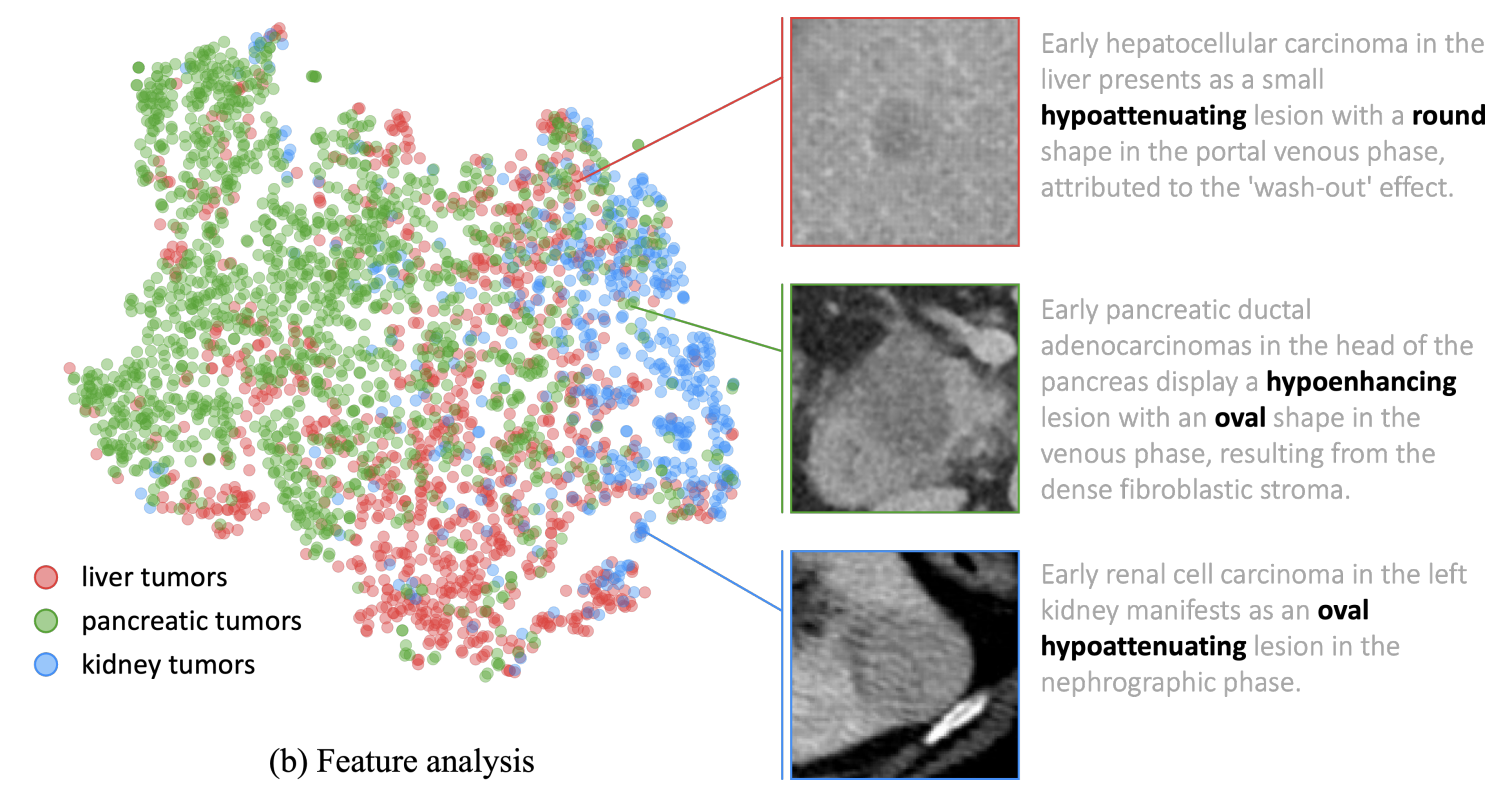 Early hepatocellular carcinoma in the
liver presents as a small
hypoattenuating lesion with a round
shape in the portal venous phase,
attributed to the 'wash-out' effect.
Early pancreatic ductal
adenocarcinomas in the head of the
pancreas display a hypoenhancing
lesion with an oval shape in the
venous phase, resulting from the
dense fibroblastic stroma.
Early renal cell carcinoma in the left
kidney manifests as an oval
hypoattenuating lesion in the
nephrographic phase.
liver tumors
pancreatic tumors
kidney tumors
(b) Feature analysis